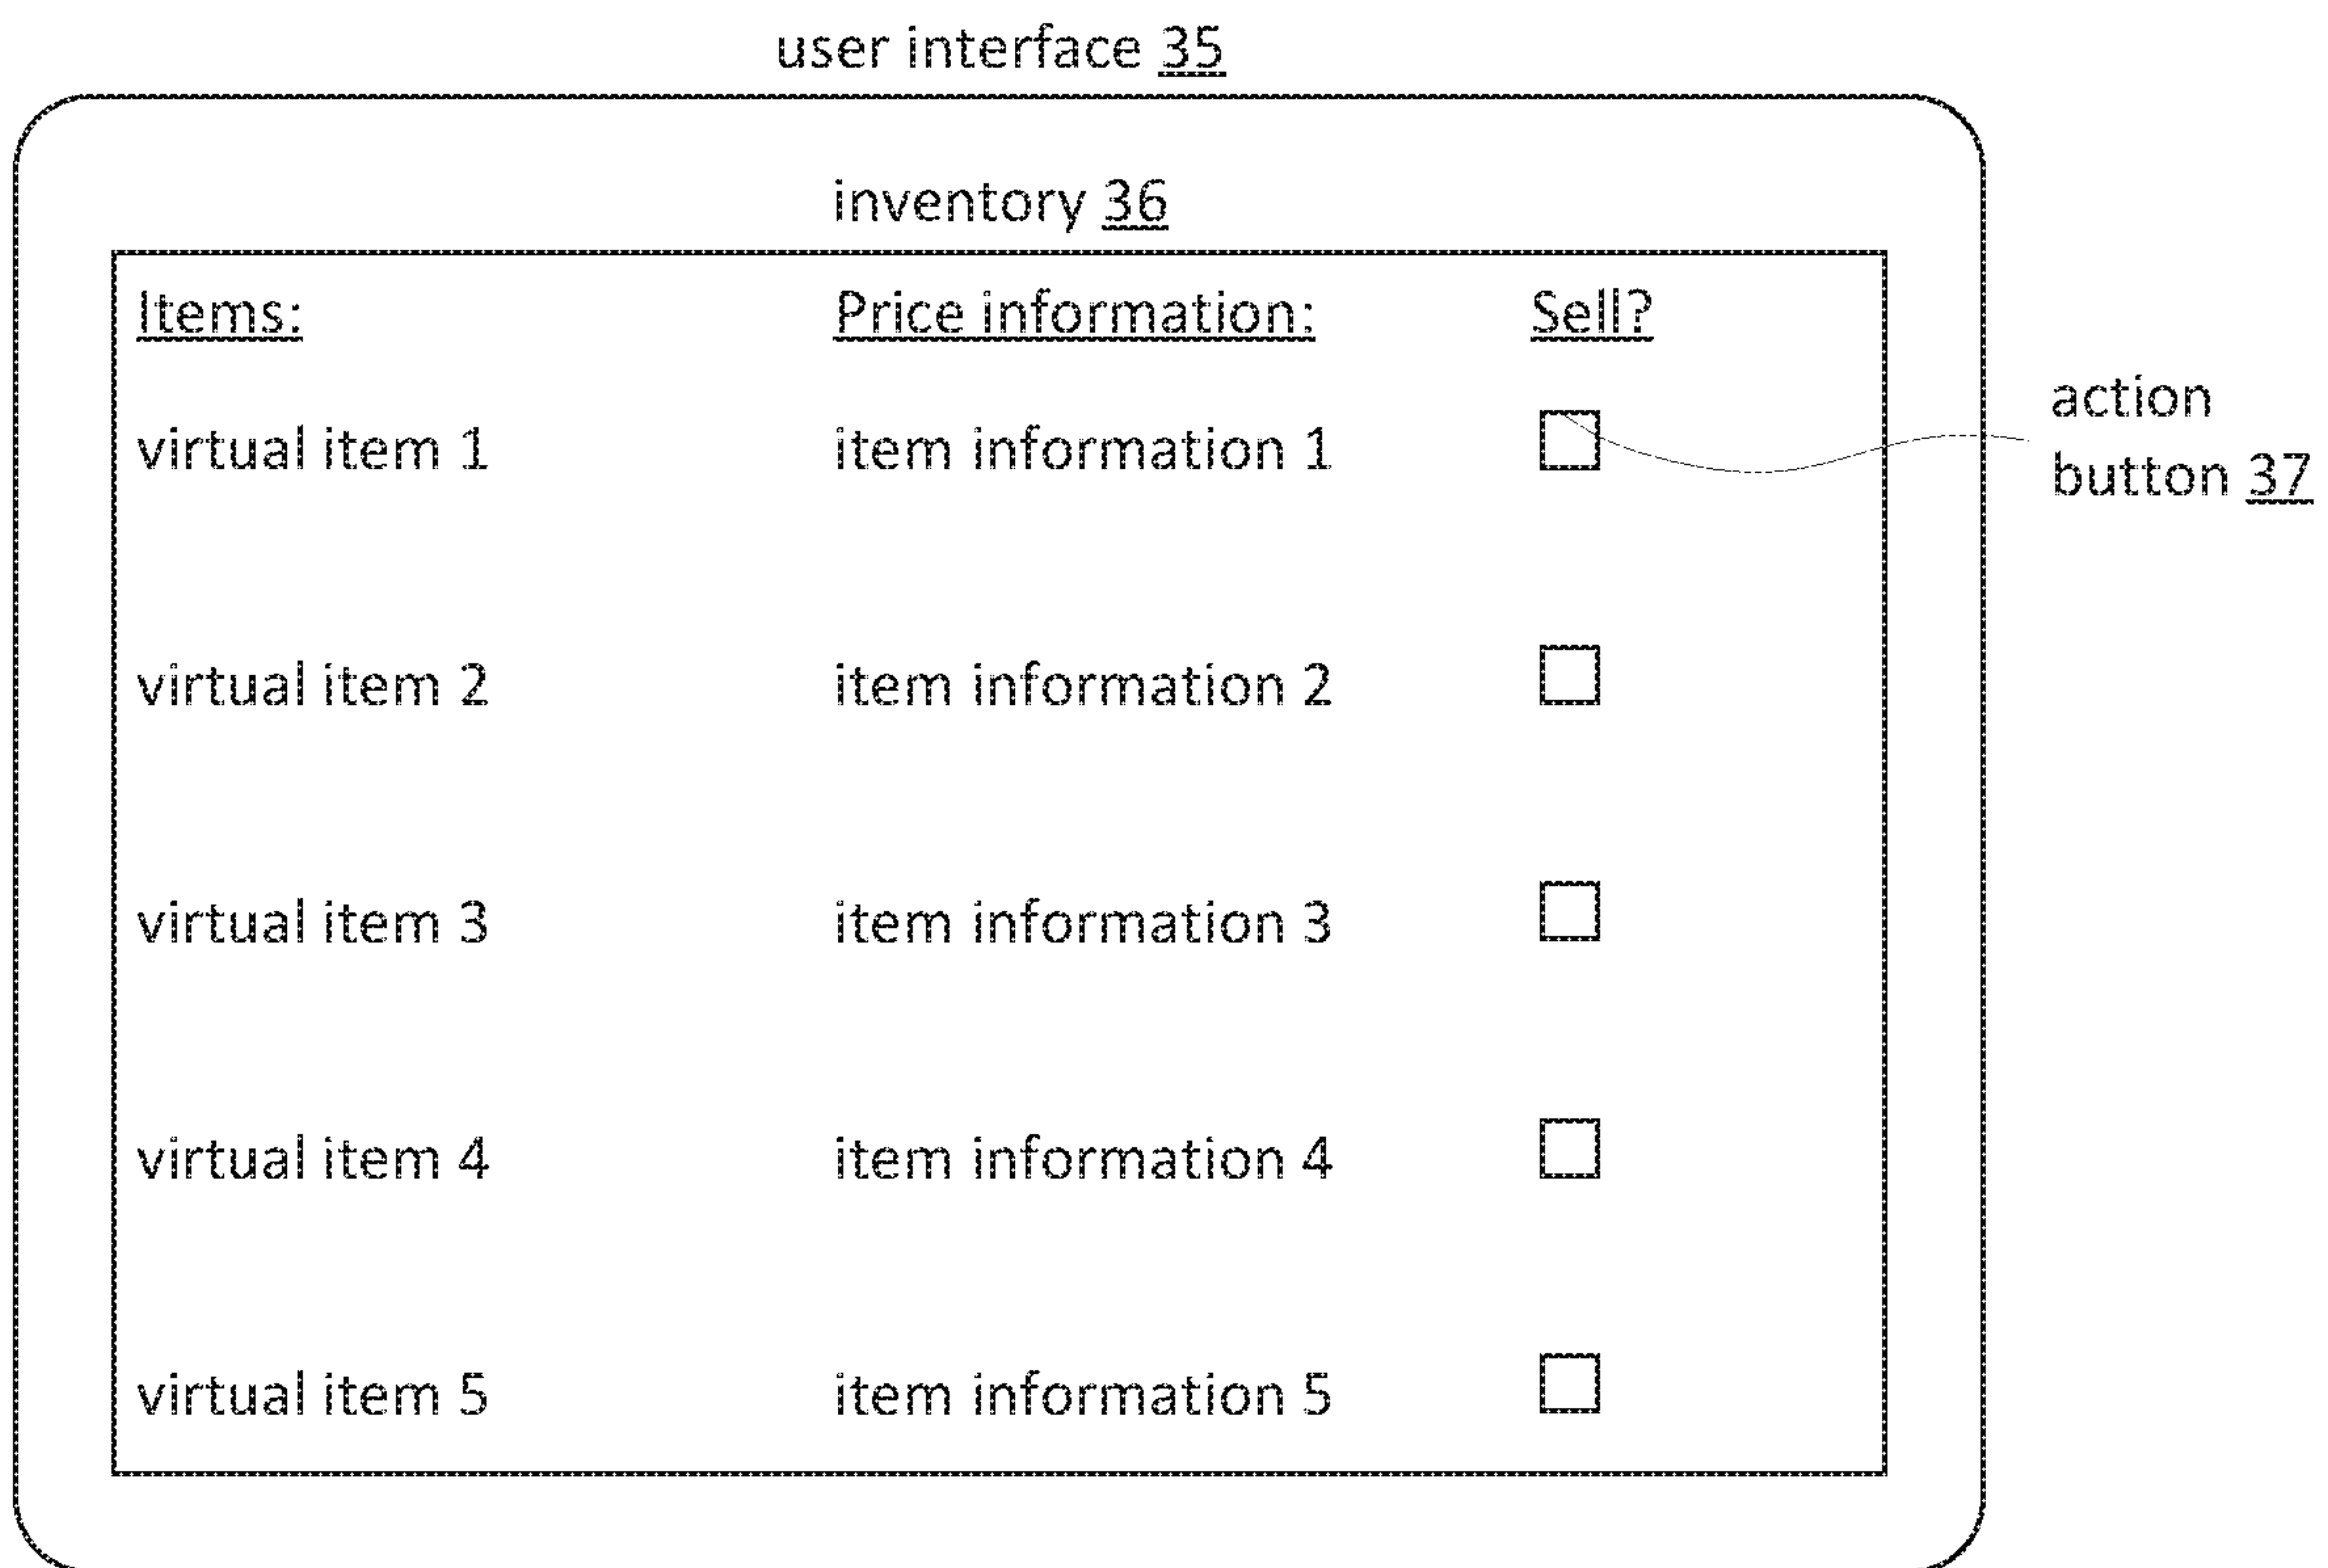 user interface 35
inventory 36
Items: Price information: Sell?
action
button 37
virtual item 1 item information 1
virtual item 2 item information 2
virtual item 3 item information 3
virtual item 4 item information 4
virtual item 5 item information 5